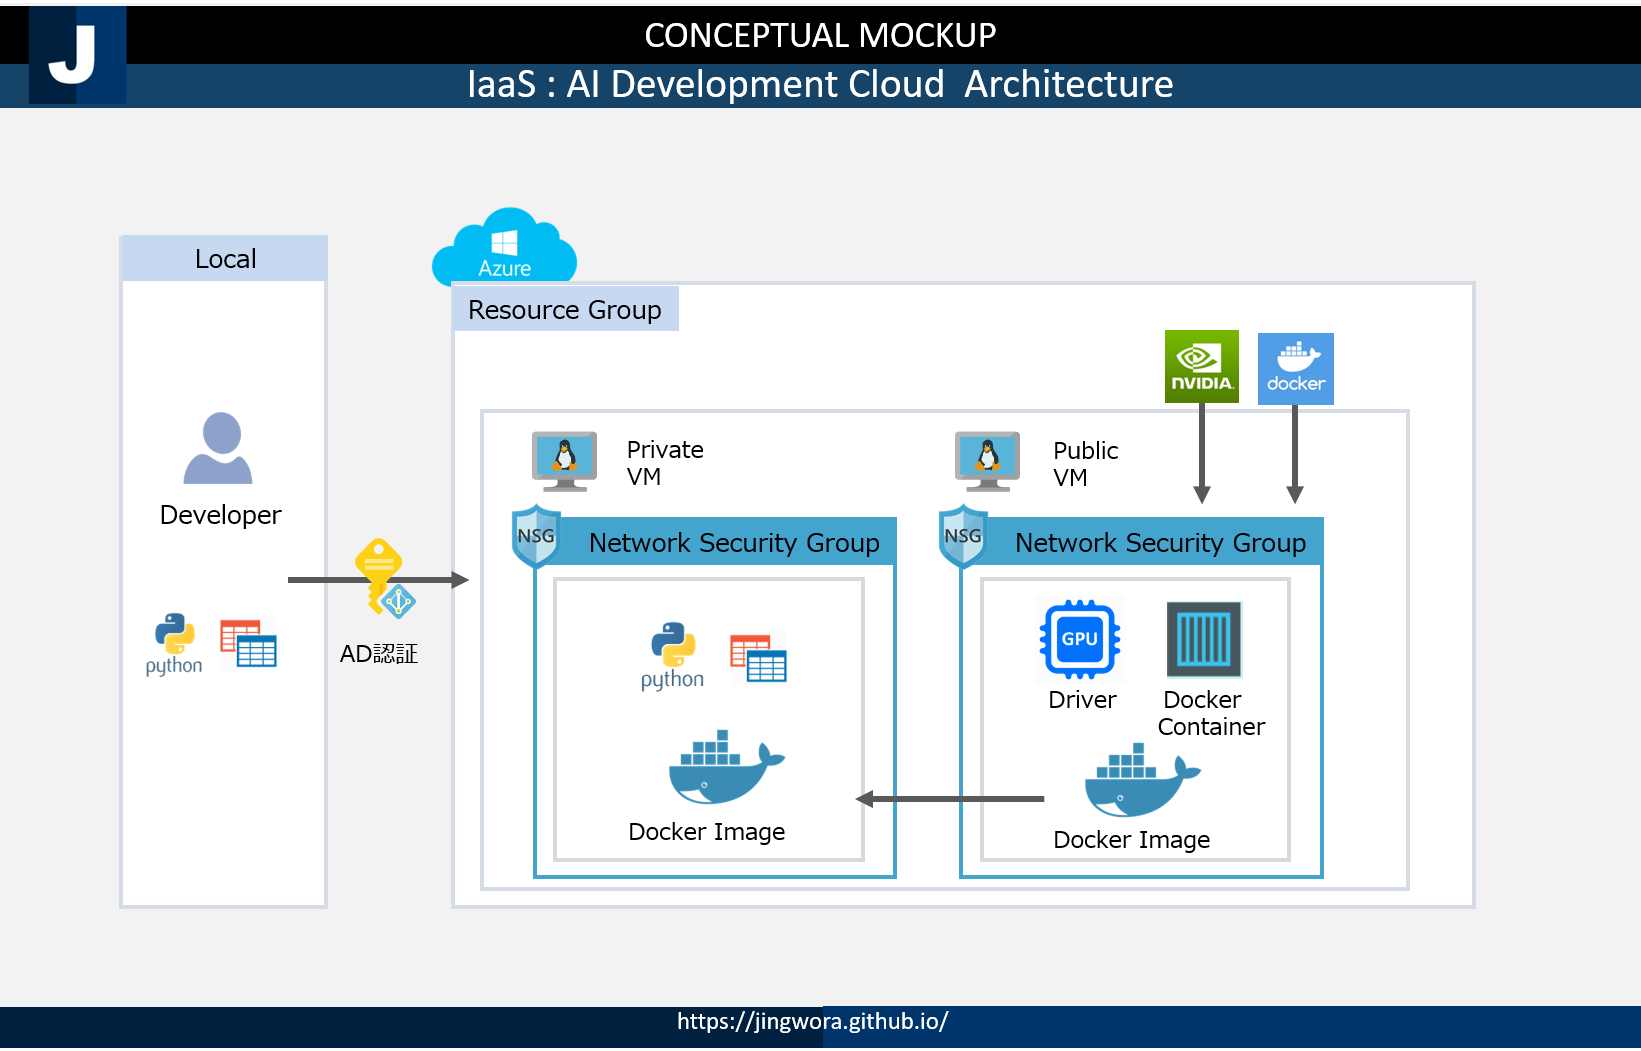 J
CONCEPTUAL MOCKUP
IaaS : AI Development Cloud  Architecture
Local
Developer
python
AD認証
Azure
Resource Group
NVIDIA.
docker
Private
VM
NSG
Network Security Group
python
Docker Image
Public
VM
NSG
Network Security Group
GPU
Driver
Docker
Container
Docker Image
https://jingwora.github.io/